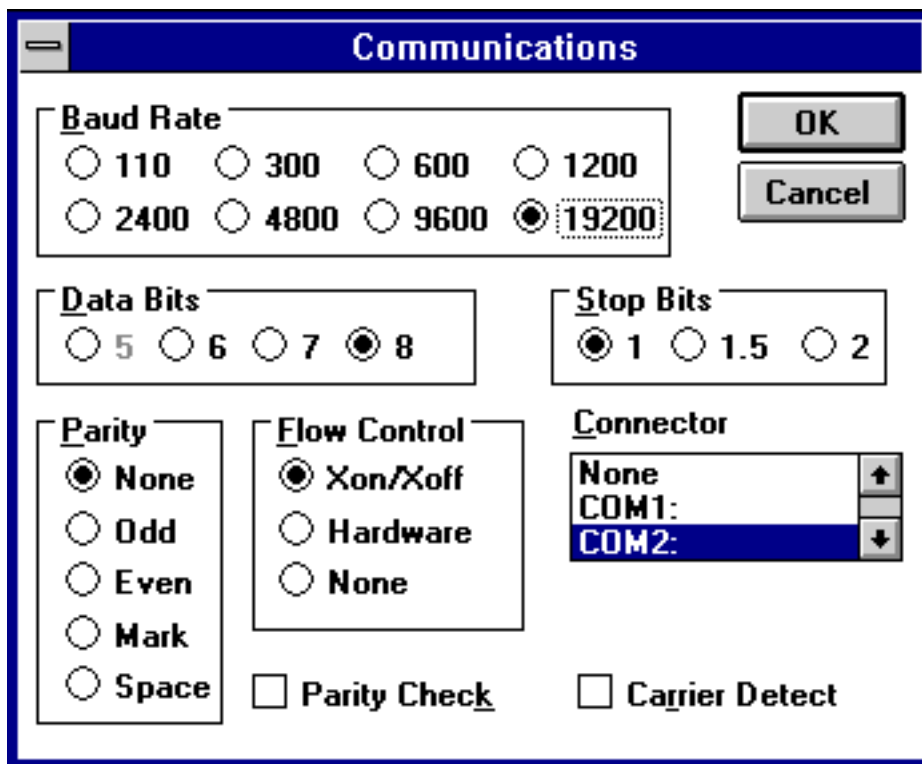 Communications
Baud Rate
110 300 600 1200
2400 4800 9600 19200
OK
Cancel
Data Bits
5 6 7 8
Stop Bits
1 1.5 2
Parity
None
Odd
Even
Mark
Space
Flow Control
Xon/Xoff
Hardware
None
Connector
None
COM1:
COM2:
Parity Check
Carrier Detect